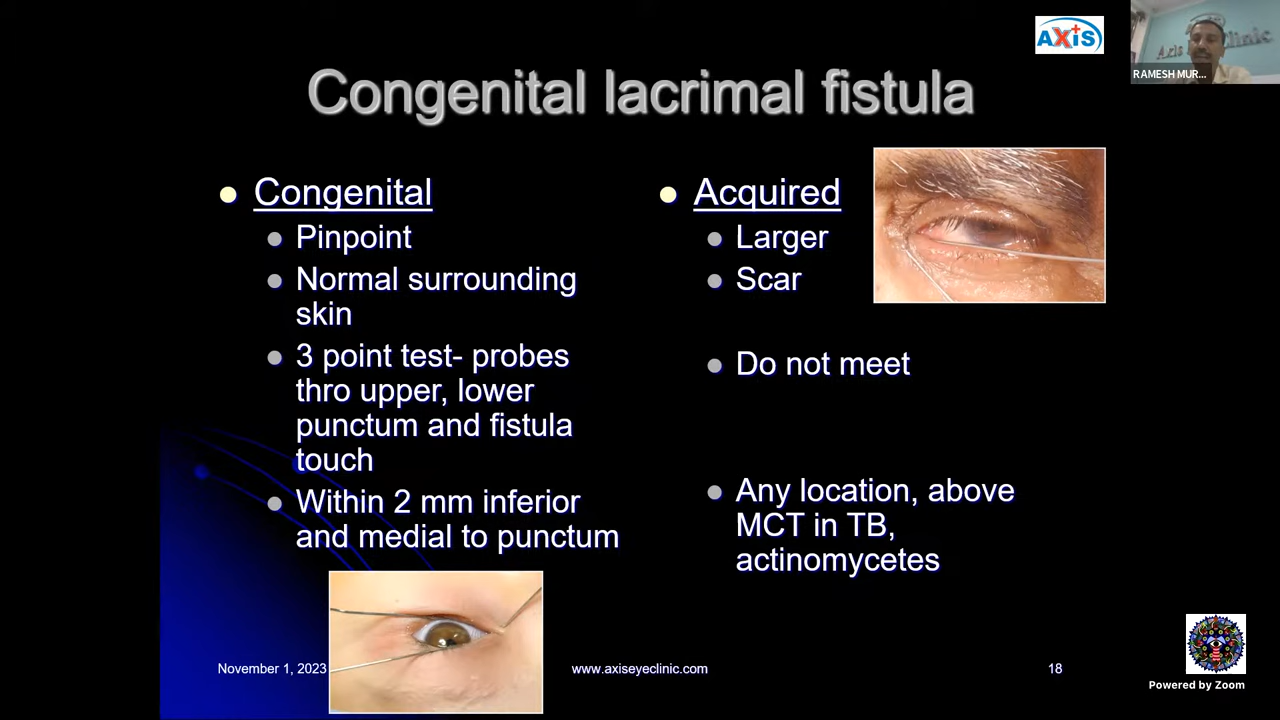 AXiS
RAMESH MUR...
Congenital lacrimal fistula
Congenital
Pinpoint
Normal surrounding
skin
3 point test- probes
thro upper, lower
punctum and fistula
touch
Within 2 mm inferior
and medial to punctum
Acquired
Larger
Scar
Do not meet
Any location, above
MCT in TB,
actinomycetes
November 1, 2023
www.axiseyeclinic.com
18
Powered by Zoom